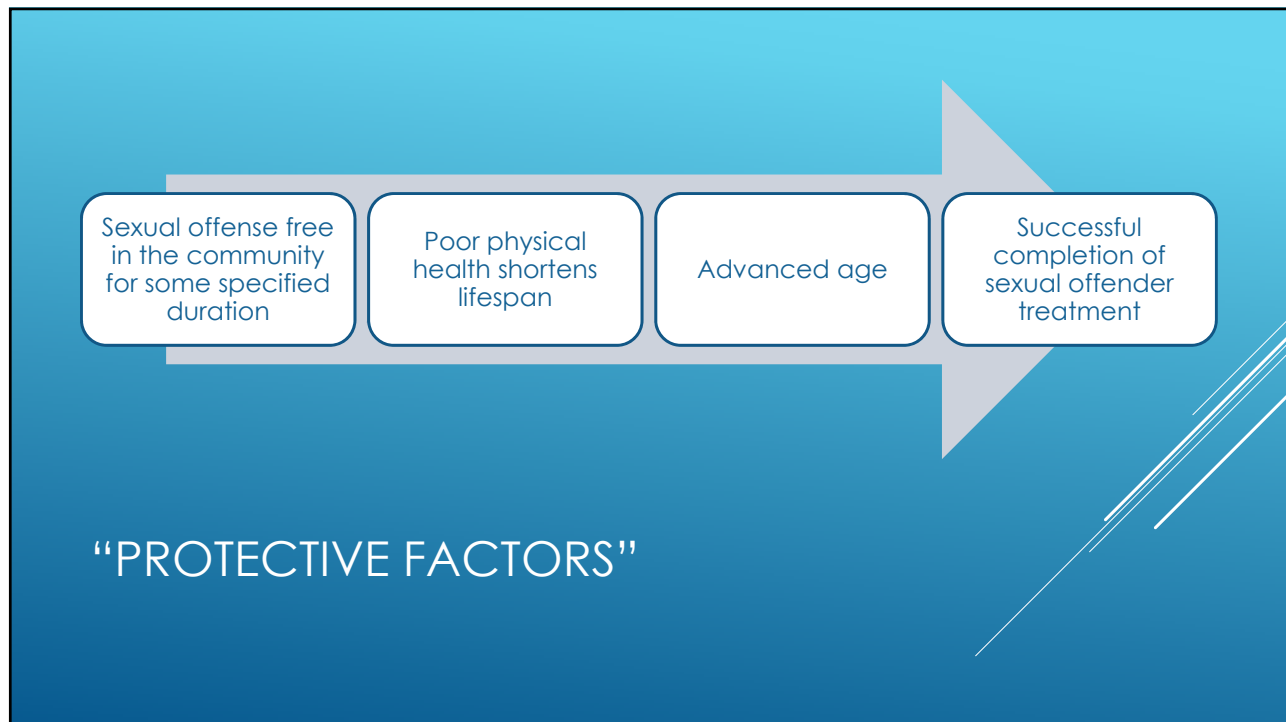 Sexual offense free
in the community
for some specified
duration
Poor physical
health shortens
lifespan
Advanced age
Successful
completion of
sexual offender
treatment
“PROTECTIVE FACTORS”